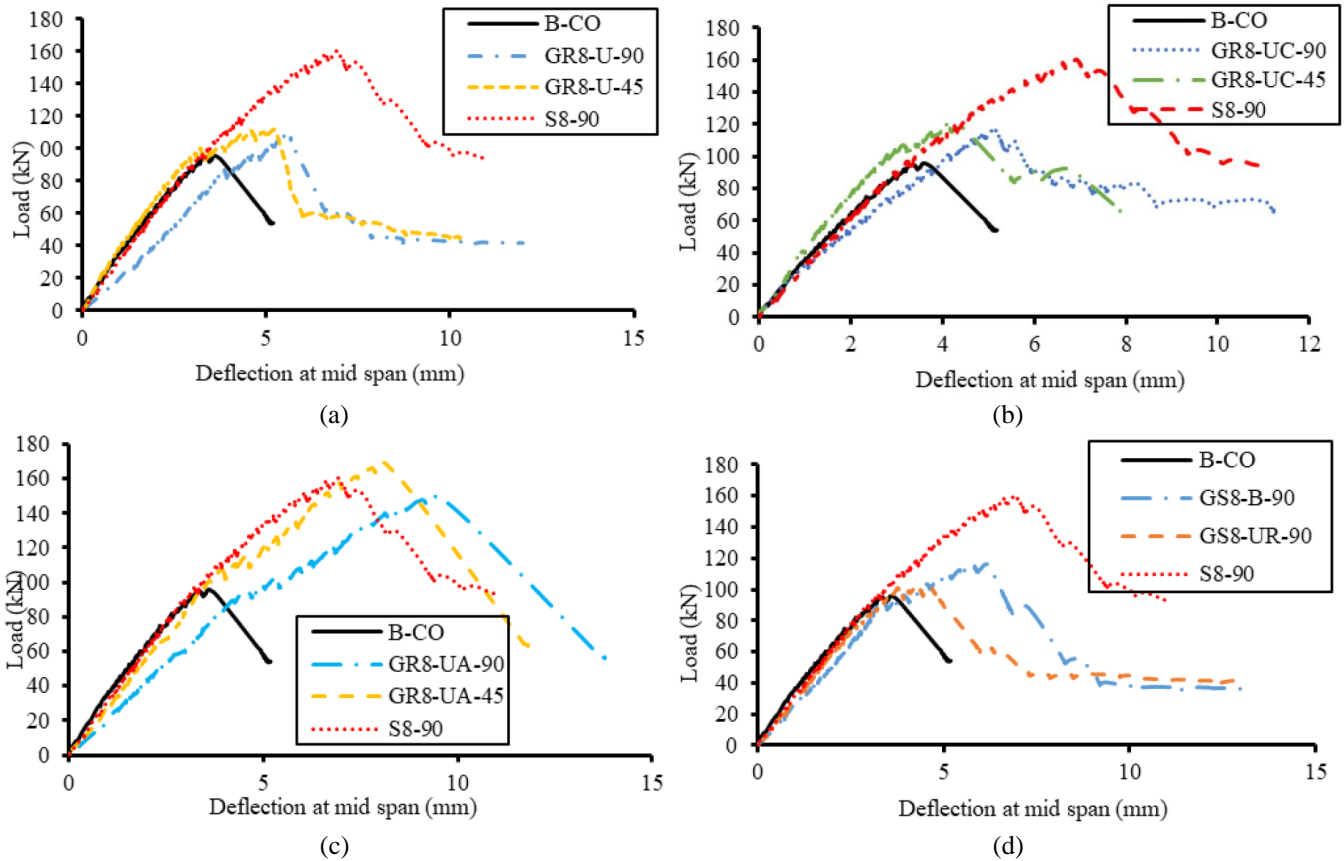 180
160
140
120
00
80
60
40
20
0
Load (kN)
0
5
10
15
Deflection at mid span (mm)
B-CO
GR8-U-90
GR8-U-45
S8-90
(a)
180
160
140
120
100
80
60
40
20
0
Load (kN)
0
2
4
6
8
10
12
Deflection at mid span (mm)
B-CO
GR8-UC-90
GR8-UC-45
S8-90
(b)
180
160
140
120
100
80
60
40
20
0
Load (kN)
0
5
10
15
Deflection at mid span (mm)
B-CO
GR8-UA-90
GR8-UA-45
S8-90
(c)
180
160
140
120
100
80
60
40
20
0
Load (kN)
0
5
10
15
Deflection at mid span (mm)
B-CO
GS8-B-90
GS8-UR-90
S8-90
(d)